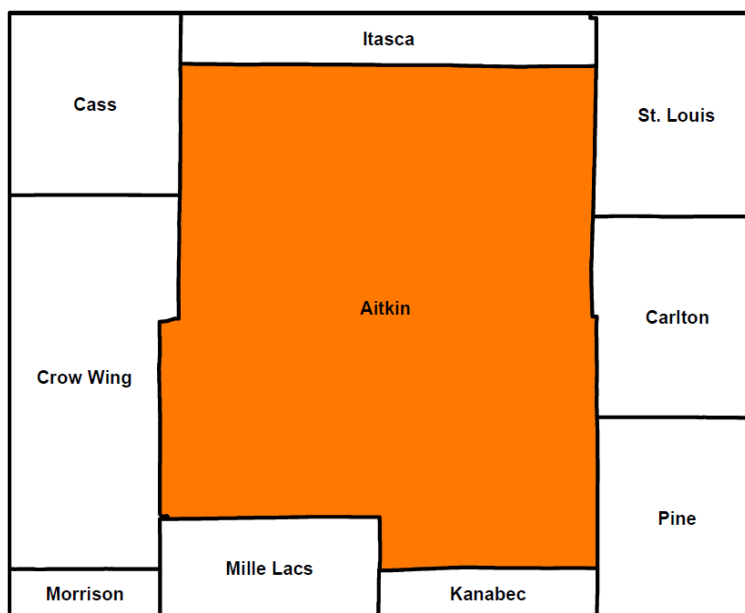 Itasca
Cass
St. Louis
Aitkin
Carlton
Crow Wing
Pine
Mille Lacs
Morrison
Kanabec